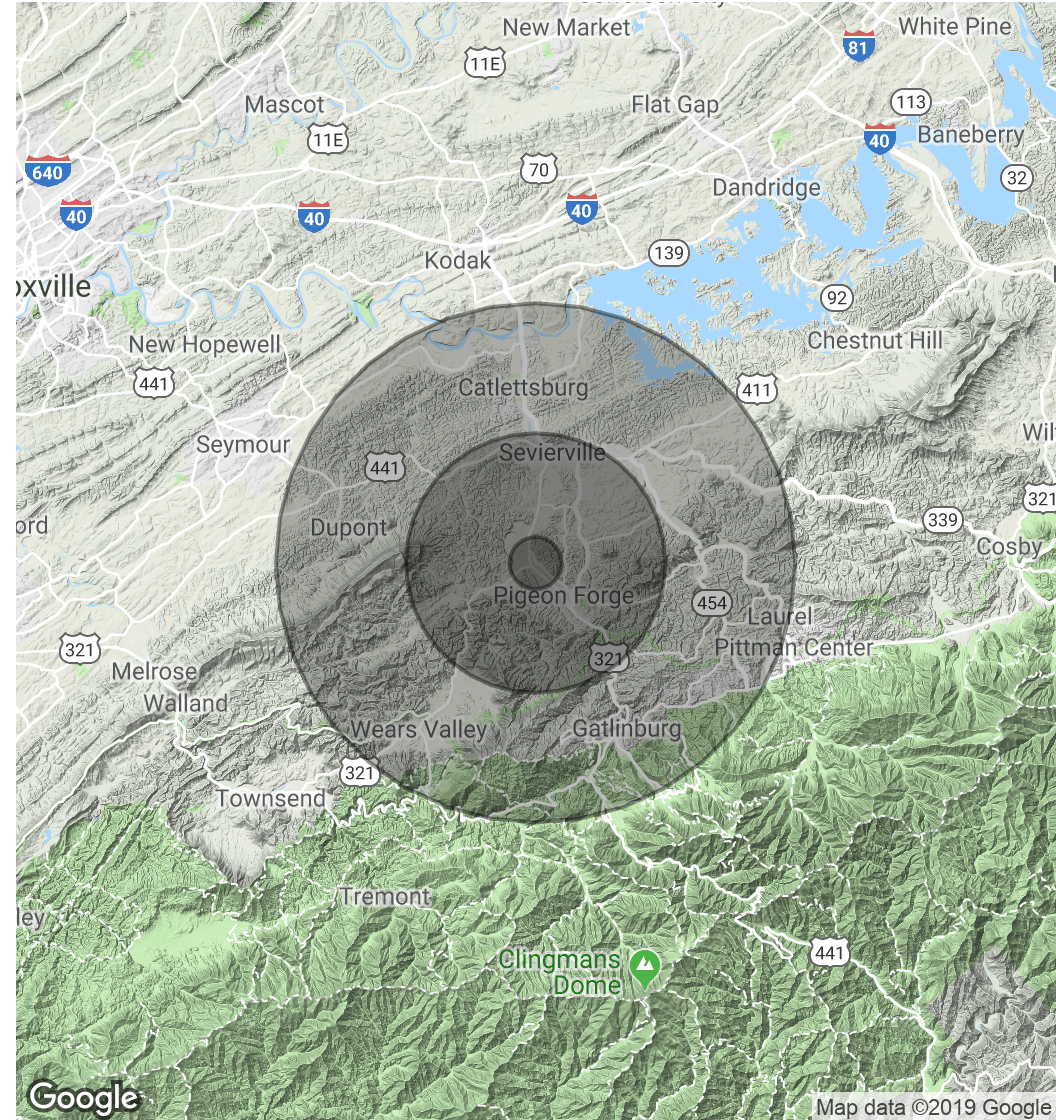 New Market
White Pine
81
11E
Mascot
Flat Gap
113
11E
40
Baneberry
640
70
32
Dandridge
40
40
40
139
Kodak
oxville
92
New Hopewell
Chestnut Hill
441
Catlettsburg
411
Seymour
Sevierville
441
321
339
Dupont
ord
Cosby
Pigeon Forge
454
Laurel
321
Pittman Center
321
Melrose
Walland
Wears Valley
Gatlinburg
321
Townsend
Tremont
ley
441
Clingmans
Dome
Google
Map data ©2019 Google